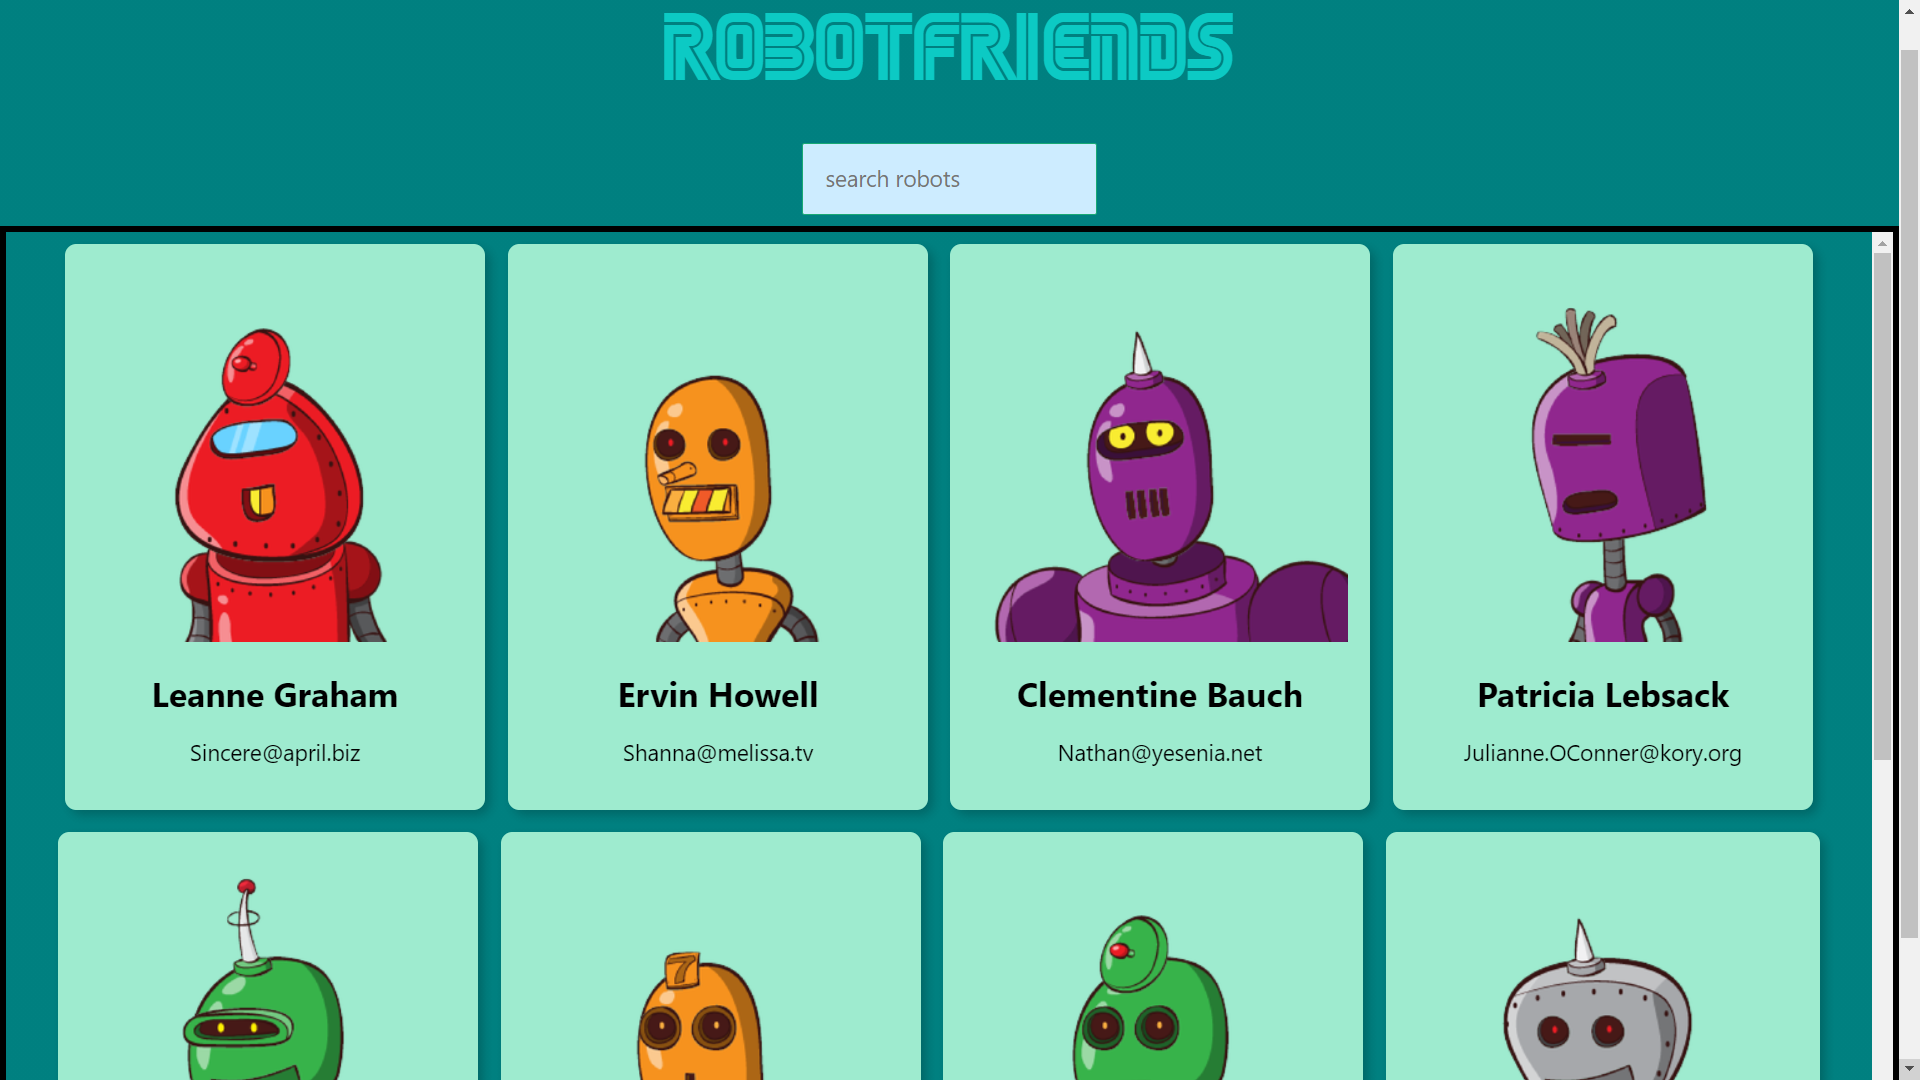 ROBOTFRIENDS
search robots
Leanne Graham
Ervin Howell
Clementine Bauch
Patricia Lebsack
Sincere@april.biz
Shanna@melissa.tv
Nathan@yesenia.net
Julianne.OConner@kory.org
7